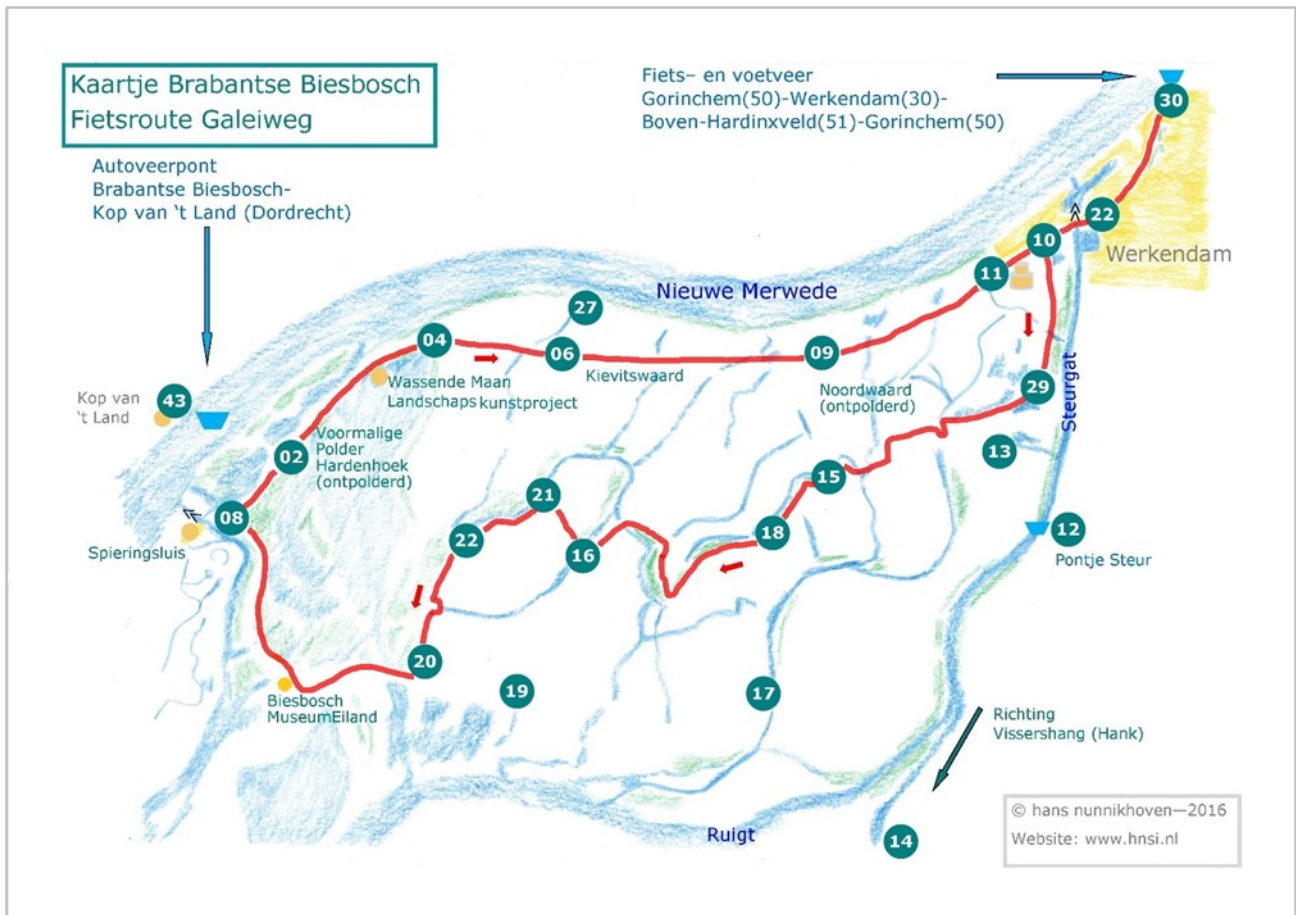 Kaartje Brabantse Biesbosch
Fietsroute Galeiweg
Autoveerpont
Brabantse Biesbosch-
Kop van ‘t Land (Dordrecht)
Fiets– en voetveer
Gorinchem(50)-Werkendam(30)-
Boven-Hardinxveld(51)-Gorinchem(50)
30
22
10
Werkendam
11
Nieuwe Merwede
27
04
06
Kievitswaard
09
Wassende Maan
Landschaps kunstproject
Noordwaard
(ontpolderd)
29
Steurgat
Kop van
‘t Land
43
02
Voormalige
Polder
Hardenhoek
(ontpolderd)
13
15
21
08
Spieringsluis
22
16
18
12
Pontje Steur
20
19
17
Biesbosch
MuseumEiland
Richting
Vissershang (Hank)
Ruigt
14
© hans nunnikhoven—2016
Website: www.hnsi.nl